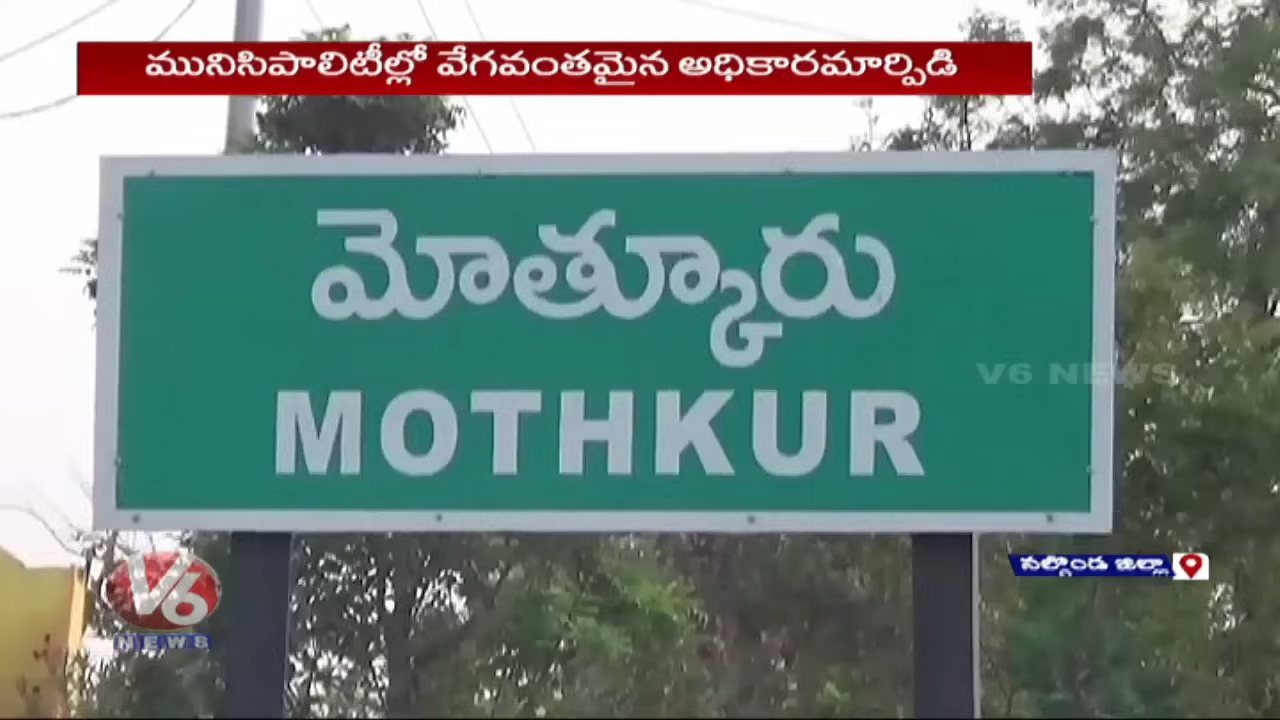 మునిసిపాలిటీల్లో వేగవంతమైన అధికారమార్పిడి
మోత్కూరు
MOTHKUR
V6 NEWS
నల్గొండ జిల్లా
V6
NEWS